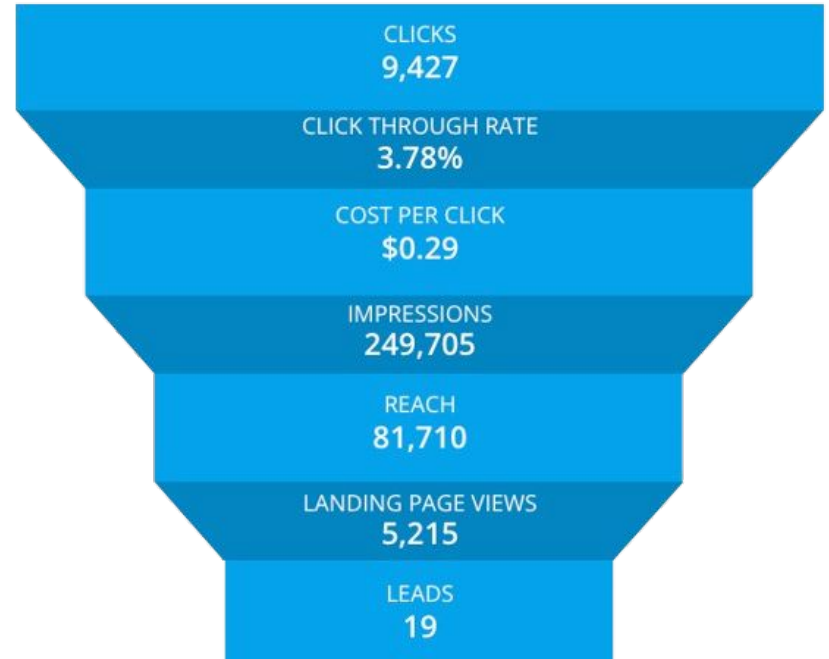 CLICKS
9,427
CLICK THROUGH RATE
3.78%
COST PER CLICK
$0.29
IMPRESSIONS
249,705
REACH
81,710
LANDING PAGE VIEWS
5,215
LEADS
19